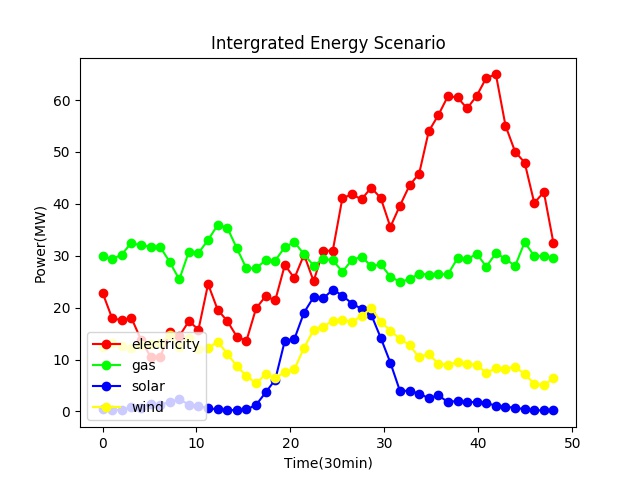 Intergrated Energy Scenario
Power(MW)
60
50
40
30
20
10
0
electricity
gas
solar
wind
0 10 20 30 40 50
Time(30min)